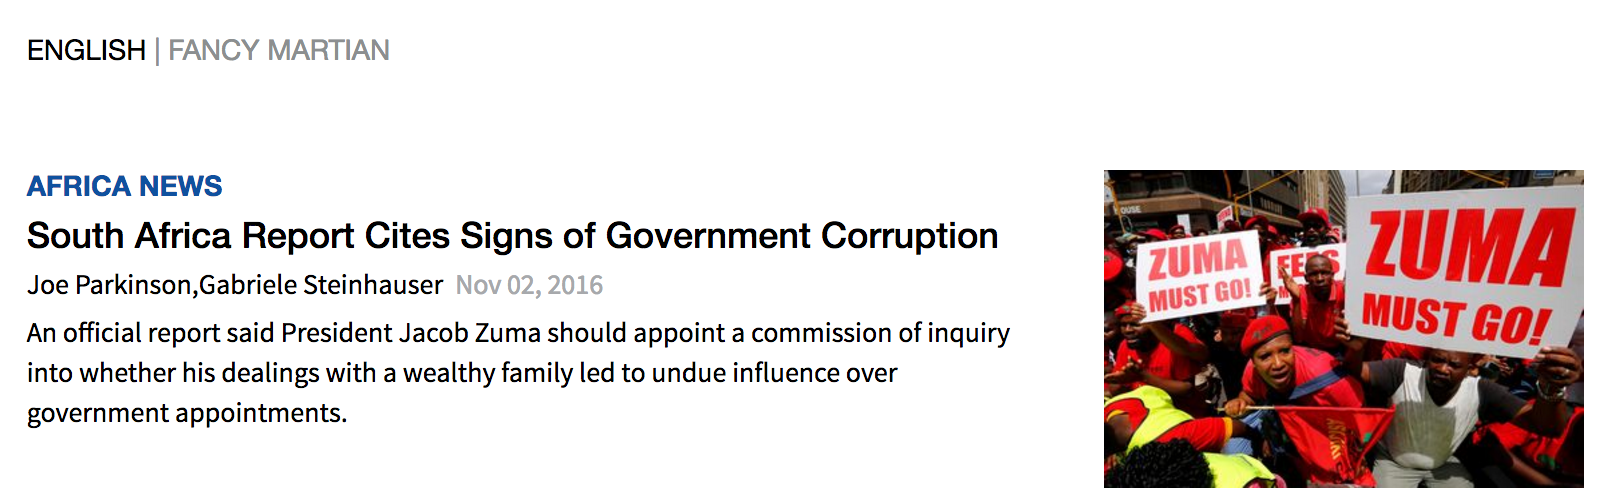 ENGLISH | FANCY MARTIAN
AFRICA NEWS
South Africa Report Cites Signs of Government Corruption
Joe Parkinson,Gabriele Steinhauser Nov 02, 2016
An official report said President Jacob Zuma should appoint a commission of inquiry
into whether his dealings with a wealthy family led to undue influence over
government appointments.
ZUMA
MUST GO!
FEES
ZUMA
MUST GO!